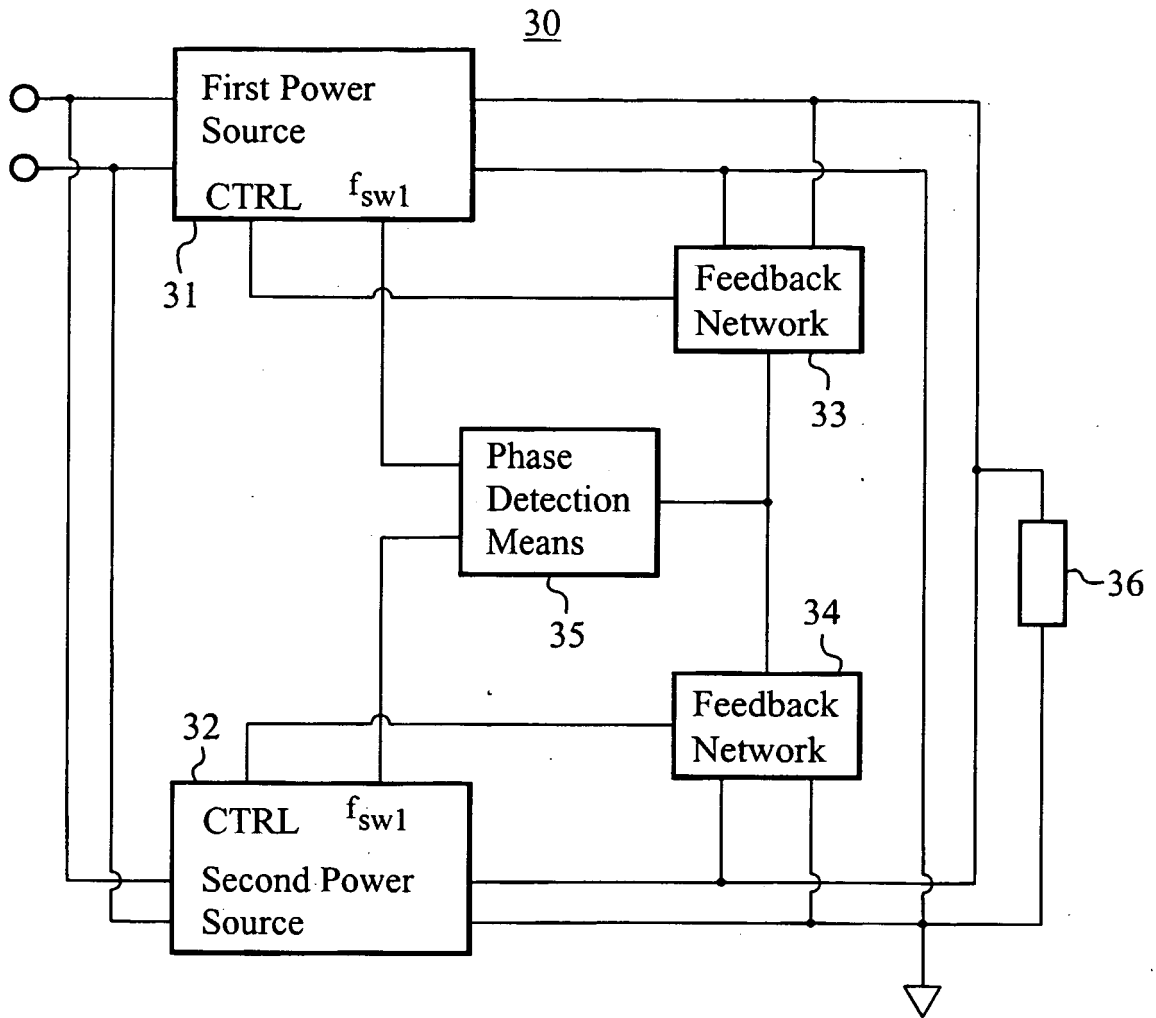 30
First Power
Source
CTRL f_sw1
31
Feedback
Network
33
Phase
Detection
Means
35
36
34
Feedback
Network
32
CTRL f_sw1
Second Power
Source